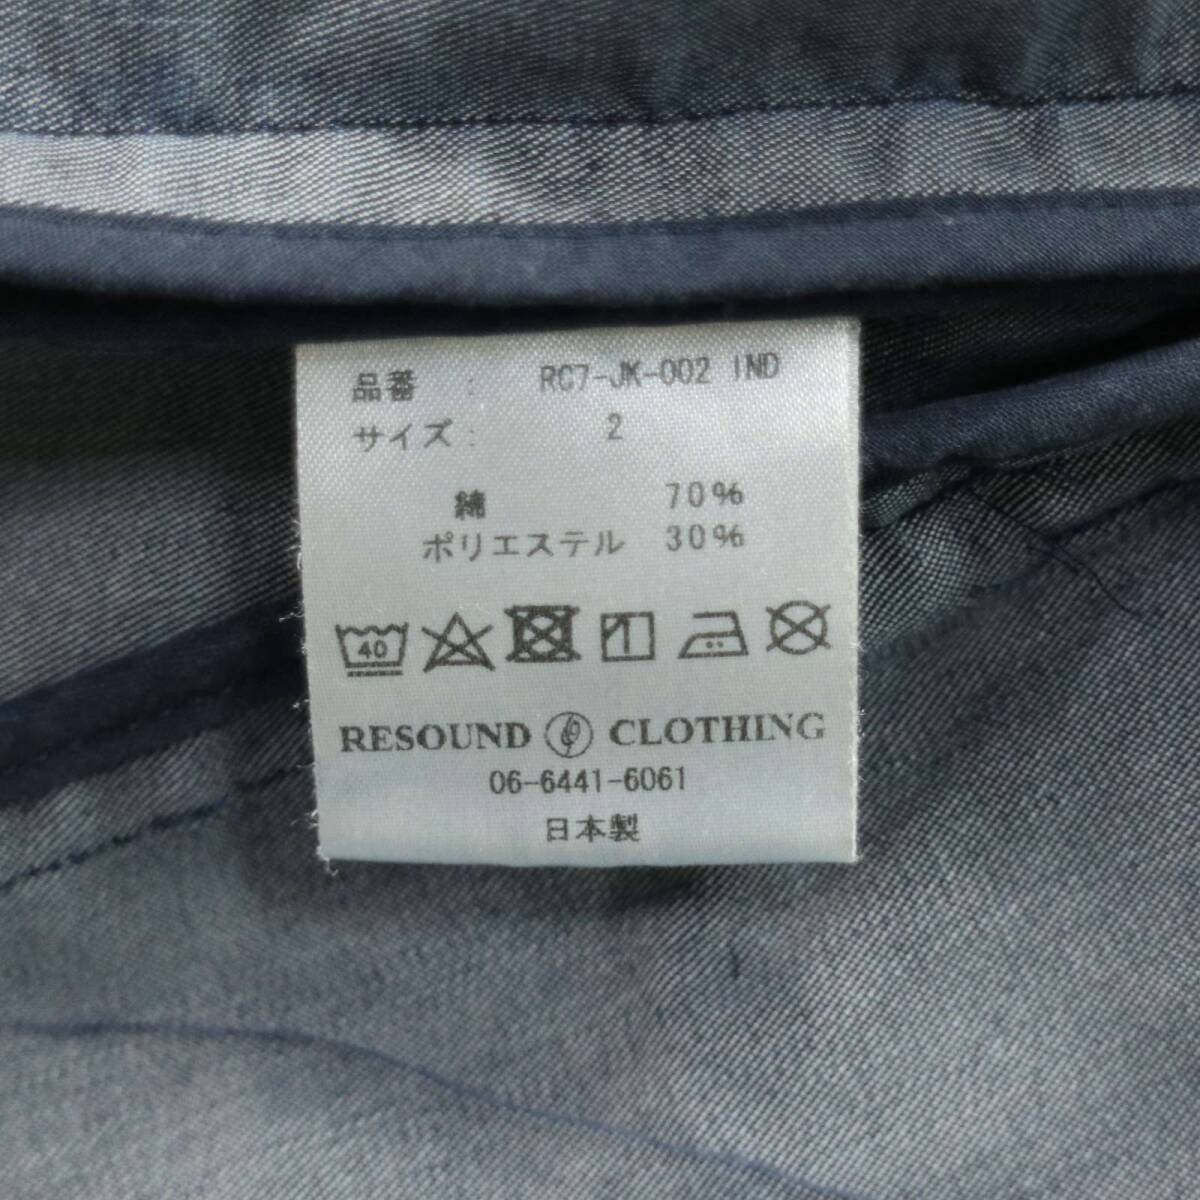 品番 : RC7-JK-002 IND
サイズ: 2
綿 70%
ポリエステル 30%
40
RESOUND CLOTHING
06-6441-6061
日本製